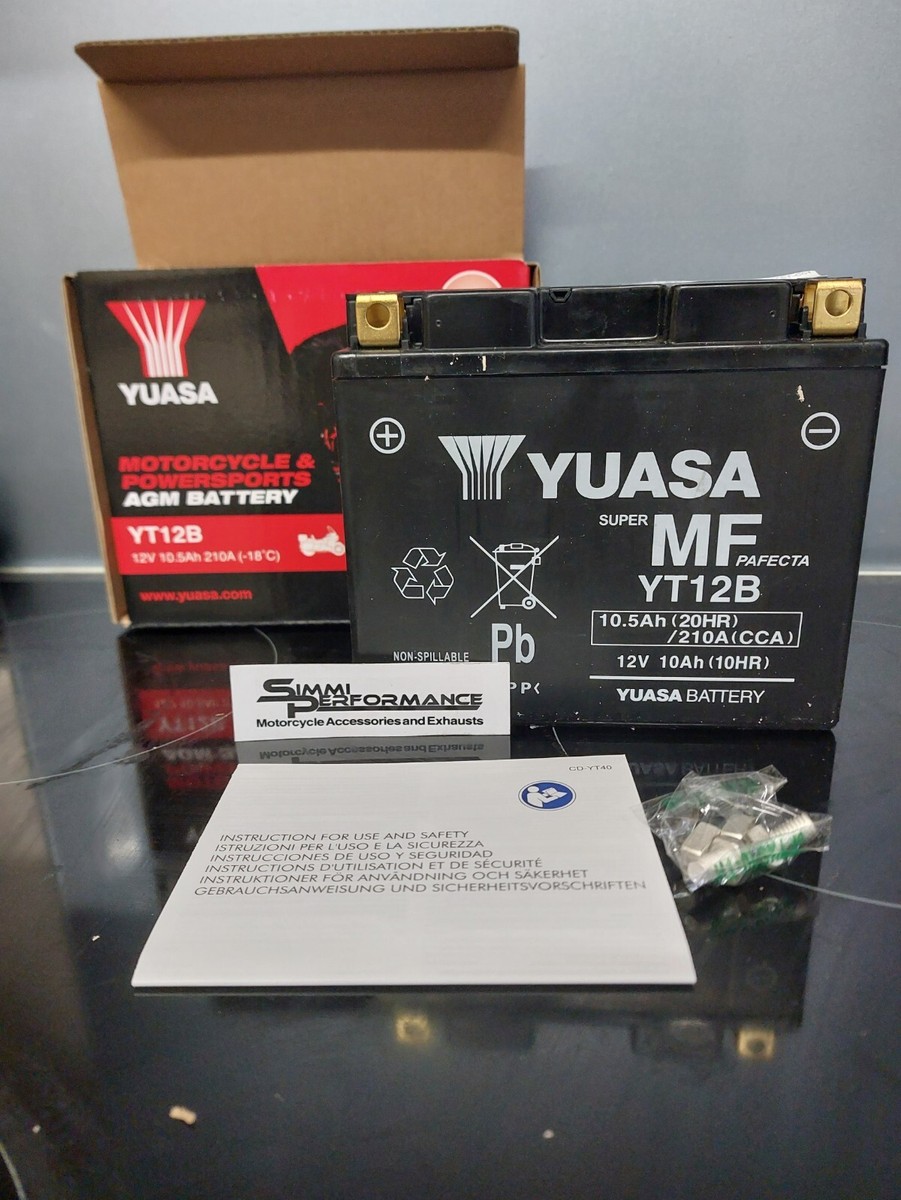 YUASA
MOTORCYCLE &
POWERSPORTS
AGM BATTERY
YT12B
12V 10.5Ah 210A (-18°C)
www.yuasa.com
+
−
YUASA
SUPER MF PAFECTA
YT12B
10.5Ah (20HR)
/210A(CCA)
12V 10Ah (10HR)
YUASA BATTERY
Pb
NON-SPILLABLE
PP<
SIMMI
PERFORMANCE
Motorcycle Accessories and Exhausts
CD-YT40
INSTRUCTION FOR USE AND SAFETY
ISTRUZIONI PER L'USO E LA SICUREZZA
INSTRUCCIONES DE USO Y SEGURIDAD
INSTRUCTIONS D'UTILISATION ET DE SÉCURITÉ
INSTRUKTIONER FÖR ANVÄNDNING OCH SÄKERHET
GEBRAUCHSANWEISUNG UND SICHERHEITSVORSCHRIFTEN